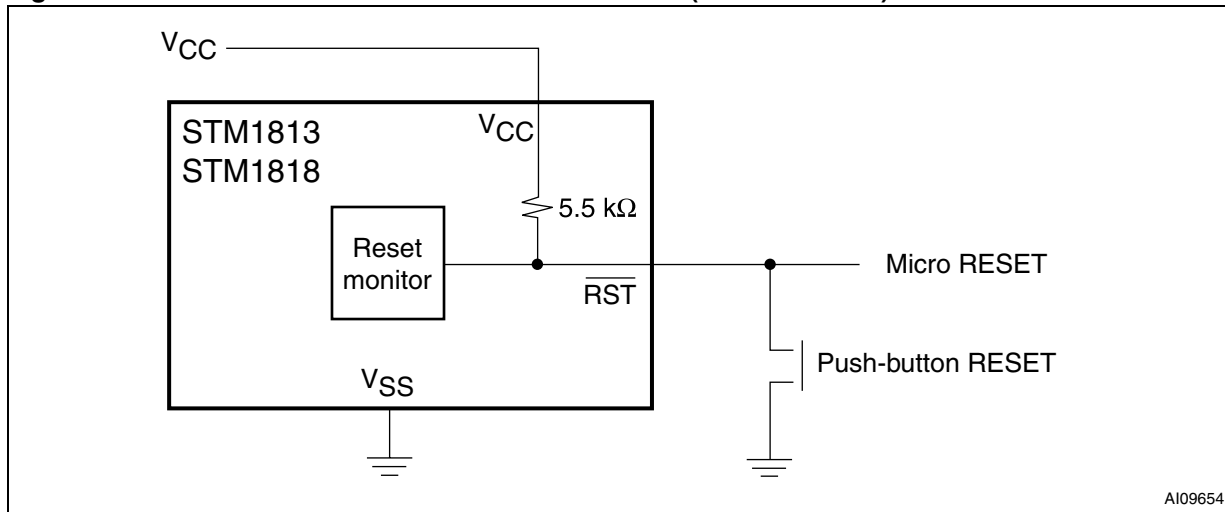 VCC
STM1813
STM1818
VCC
5.5 kΩ
Reset
monitor
RST
Micro RESET
Push-button RESET
VSS
AI09654